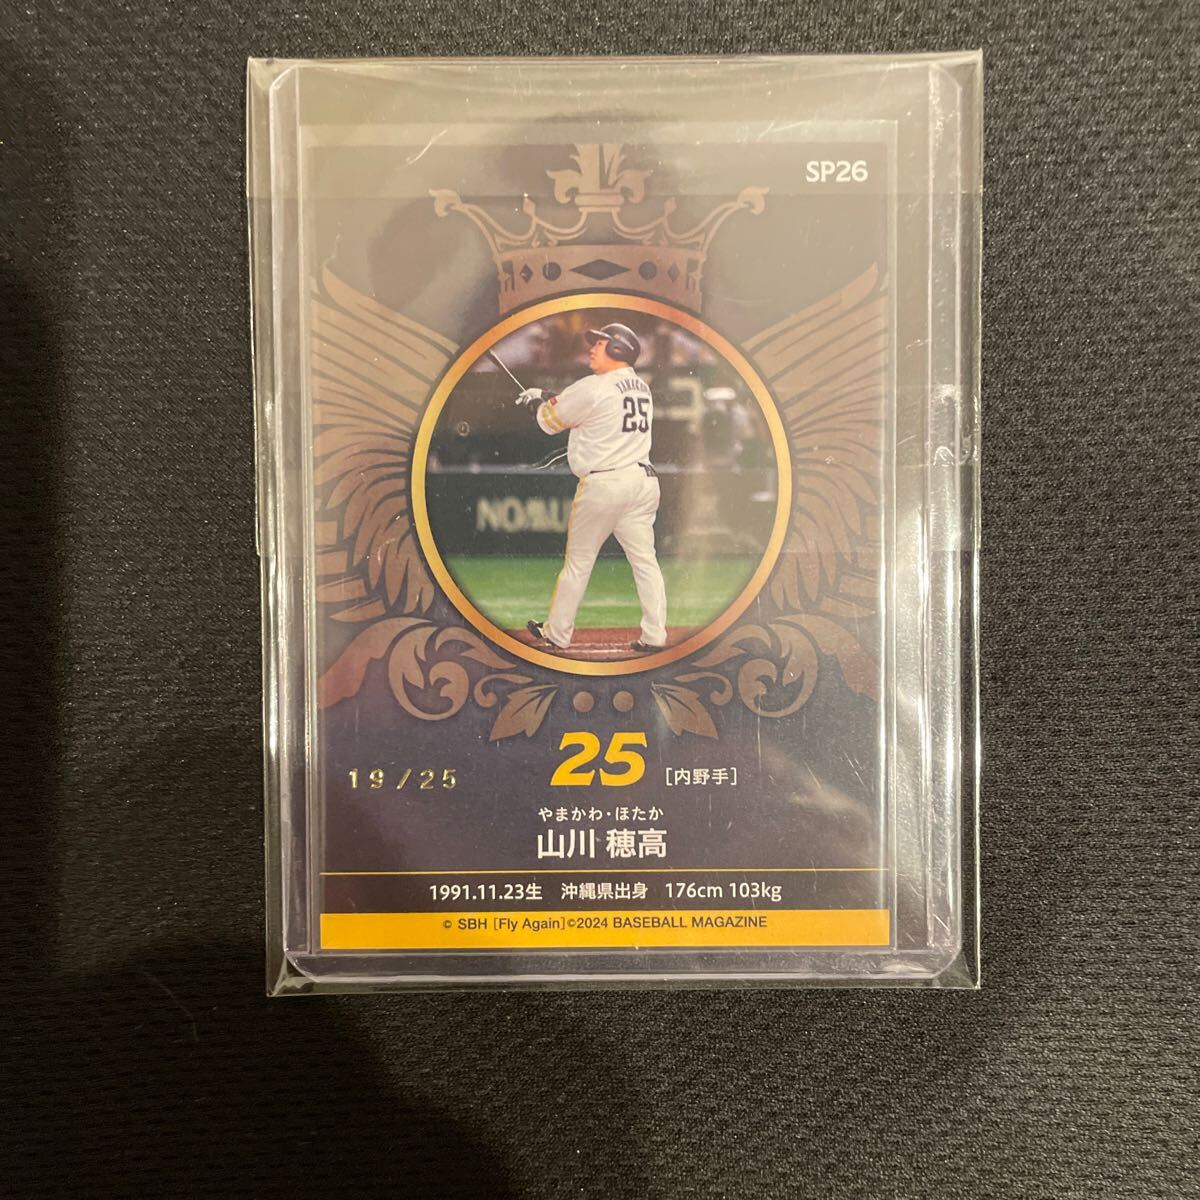 SP26
25
19/25
25 [内野手]
やまかわ・ほたか
山川 穂高
1991.11.23生 沖縄県出身 176cm 103kg
© SBH [Fly Again]©2024 BASEBALL MAGAZINE